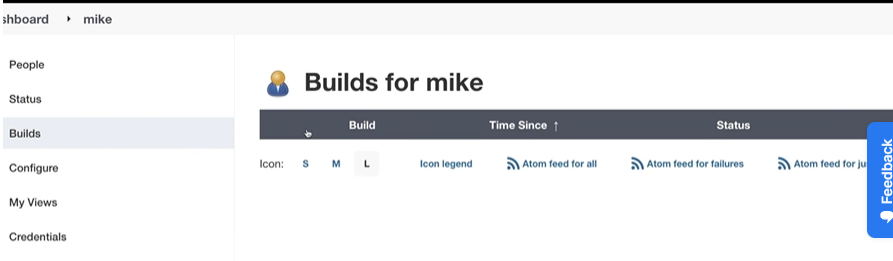 shboard mike
People
Status
Builds
Configure
My Views
Credentials
Builds for mike
Build Time Since ↑ Status
Icon: S M L Icon legend Atom feed for all Atom feed for failures Atom feed for ju
Feedback